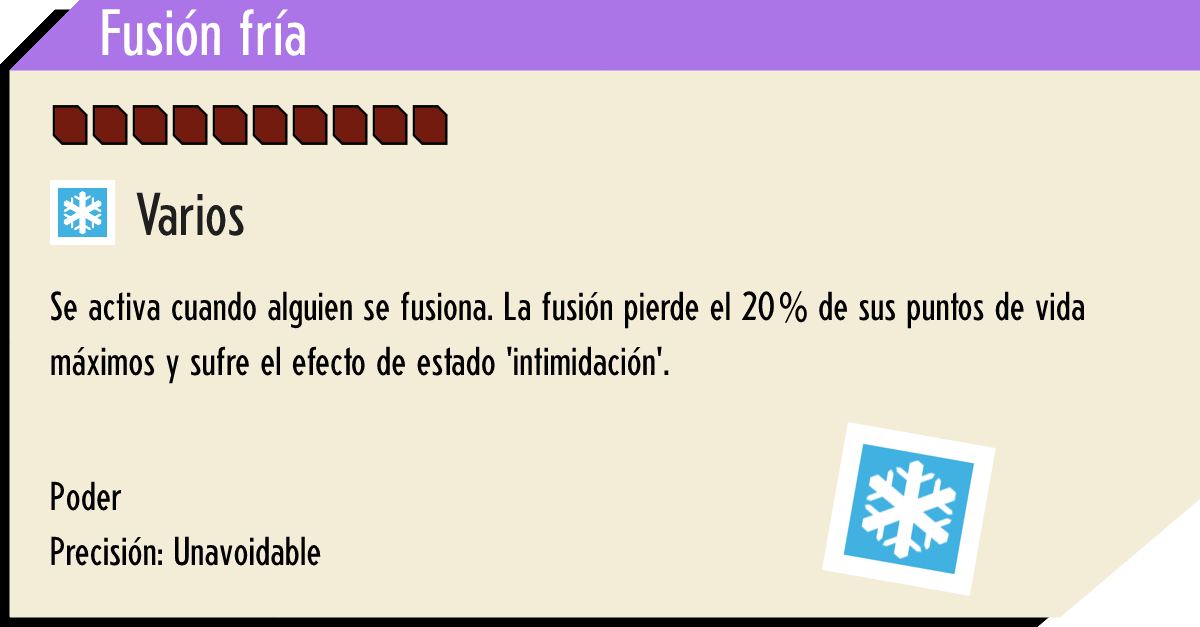 Fusión fría
Varios
Se activa cuando alguien se fusiona. La fusión pierde el 20% de sus puntos de vida
máximos y sufre el efecto de estado 'intimidación'.
Poder
Precisión: Unavoidable